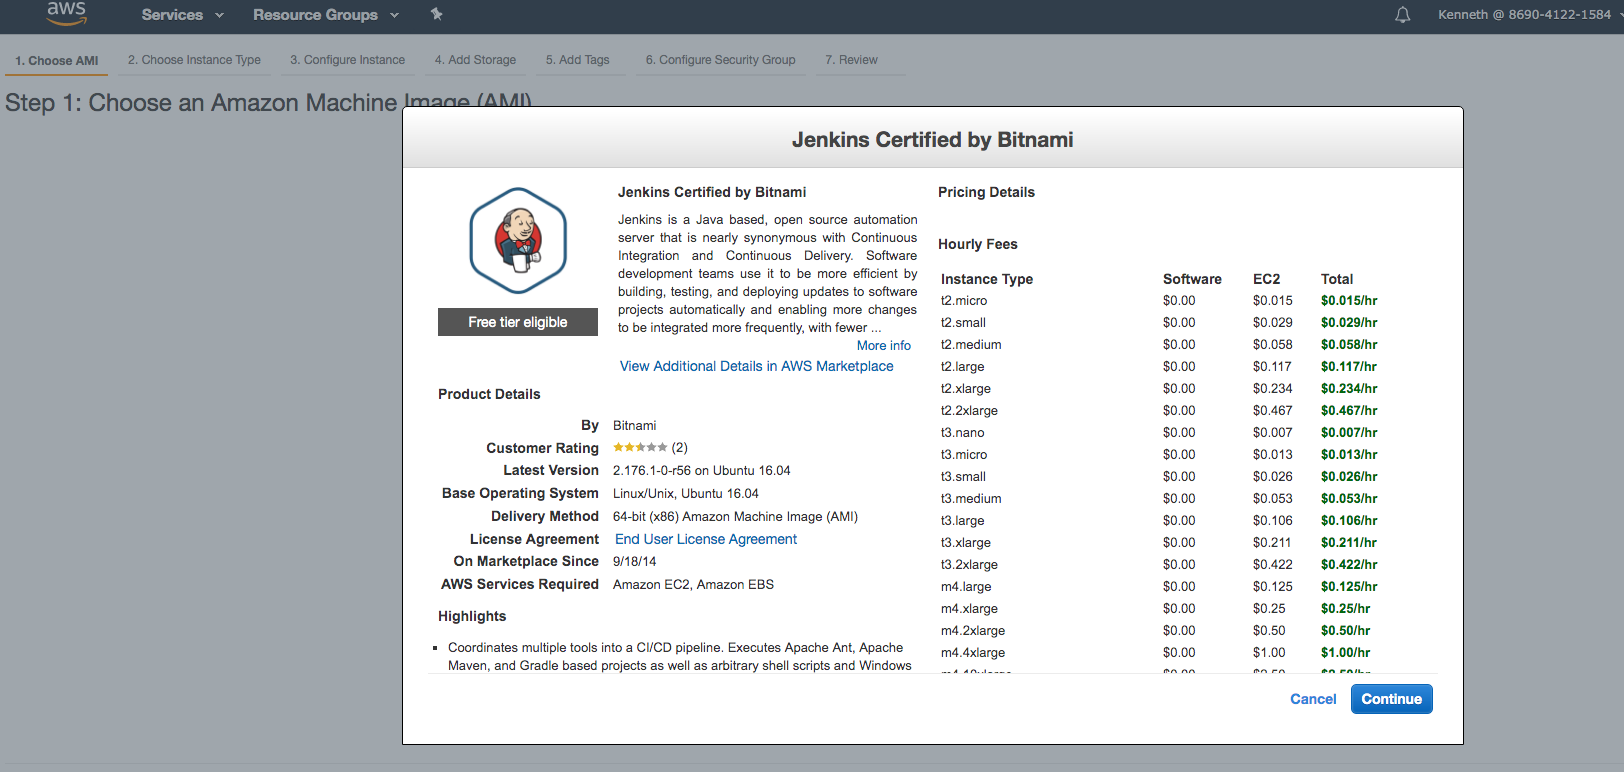 aws
Services
Resource Groups
Kenneth @ 8690-4122-1584
1. Choose AMI
2. Choose Instance Type
3. Configure Instance
4. Add Storage
5. Add Tags
6. Configure Security Group
7. Review
Step 1: Choose an Amazon Machine Image (AMI)
Jenkins Certified by Bitnami
Free tier eligible
Jenkins Certified by Bitnami
Jenkins is a Java based, open source automation
server that is nearly synonymous with Continuous
Integration and Continuous Delivery. Software
development teams use it to be more efficient by
building, testing, and deploying updates to software
projects automatically and enabling more changes
to be integrated more frequently, with fewer ...
More info
View Additional Details in AWS Marketplace
Product Details
By Bitnami
Customer Rating (2)
Latest Version 2.176.1-0-r56 on Ubuntu 16.04
Base Operating System Linux/Unix, Ubuntu 16.04
Delivery Method 64-bit (x86) Amazon Machine Image (AMI)
License Agreement End User License Agreement
On Marketplace Since 9/18/14
AWS Services Required Amazon EC2, Amazon EBS
Highlights
Coordinates multiple tools into a CI/CD pipeline. Executes Apache Ant, Apache
Maven, and Gradle based projects as well as arbitrary shell scripts and Windows
Pricing Details
Hourly Fees
Instance Type Software EC2 Total
t2.micro $0.00 $0.015 $0.015/hr
t2.small $0.00 $0.029 $0.029/hr
t2.medium $0.00 $0.058 $0.058/hr
t2.large $0.00 $0.117 $0.117/hr
t2.xlarge $0.00 $0.234 $0.234/hr
t2.2xlarge $0.00 $0.467 $0.467/hr
t3.nano $0.00 $0.007 $0.007/hr
t3.micro $0.00 $0.013 $0.013/hr
t3.small $0.00 $0.026 $0.026/hr
t3.medium $0.00 $0.053 $0.053/hr
t3.large $0.00 $0.106 $0.106/hr
t3.xlarge $0.00 $0.211 $0.211/hr
t3.2xlarge $0.00 $0.422 $0.422/hr
m4.large $0.00 $0.125 $0.125/hr
m4.xlarge $0.00 $0.25 $0.25/hr
m4.2xlarge $0.00 $0.50 $0.50/hr
m4.4xlarge $0.00 $1.00 $1.00/hr
Cancel
Continue